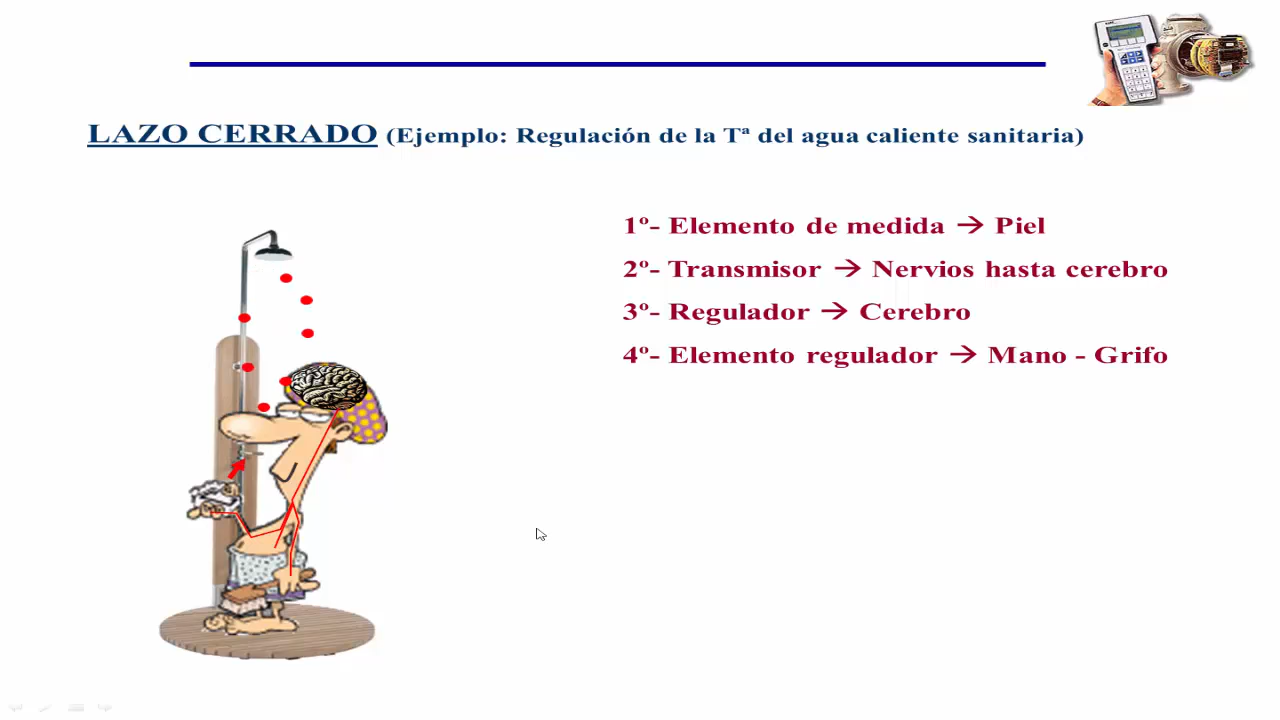 LAZO CERRADO (Ejemplo: Regulación de la Tª del agua caliente sanitaria)
1º- Elemento de medida → Piel
2º- Transmisor → Nervios hasta cerebro
3º- Regulador → Cerebro
4º- Elemento regulador → Mano - Grifo